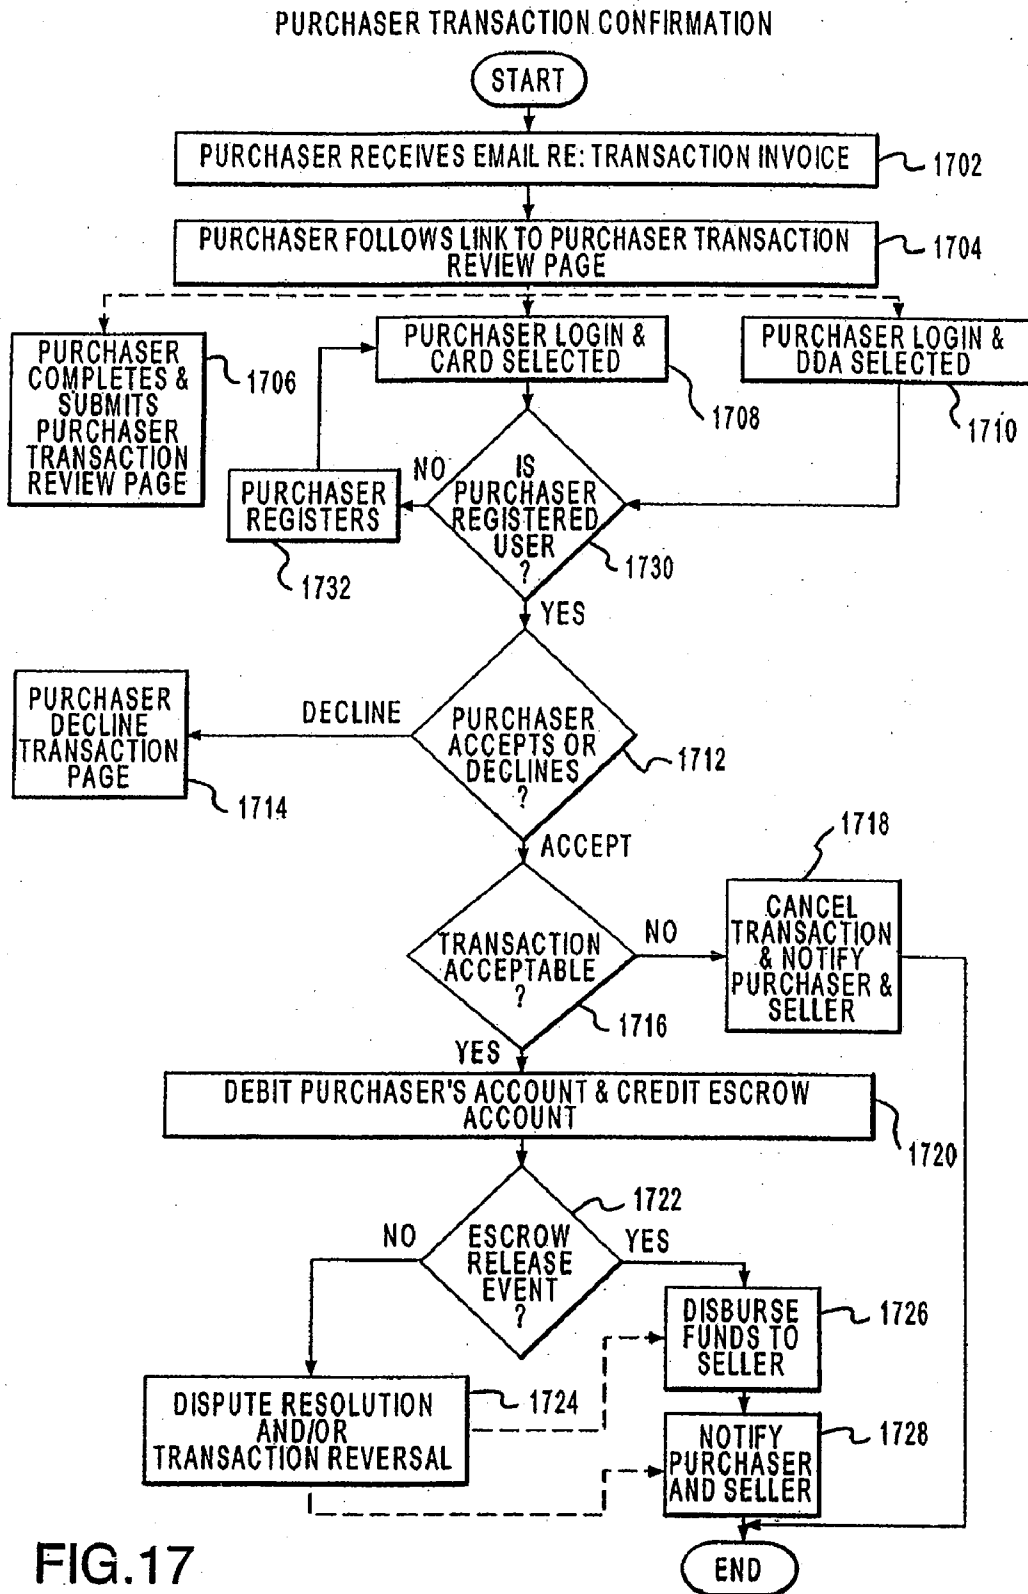 PURCHASER TRANSACTION CONFIRMATION
START
PURCHASER RECEIVES EMAIL RE: TRANSACTION INVOICE
1702
PURCHASER FOLLOWS LINK TO PURCHASER TRANSACTION
REVIEW PAGE
1704
PURCHASER
COMPLETES &
SUBMITS
PURCHASER
TRANSACTION
REVIEW PAGE
1706
PURCHASER LOGIN &
CARD SELECTED
1708
PURCHASER LOGIN &
DDA SELECTED
1710
NO
IS
PURCHASER
REGISTERED
USER
?
1730
PURCHASER
REGISTERS
1732
YES
PURCHASER
DECLINE
TRANSACTION
PAGE
1714
DECLINE
PURCHASER
ACCEPTS OR
DECLINES
?
1712
ACCEPT
1718
TRANSACTION
ACCEPTABLE
?
1716
NO
CANCEL
TRANSACTION
& NOTIFY
PURCHASER &
SELLER
YES
DEBIT PURCHASER'S ACCOUNT & CREDIT ESCROW
ACCOUNT
1720
1722
NO
ESCROW
RELEASE
EVENT
?
YES
DISBURSE
FUNDS TO
SELLER
1726
DISPUTE RESOLUTION
AND/OR
TRANSACTION REVERSAL
1724
NOTIFY
PURCHASER
AND SELLER
1728
END
FIG.17